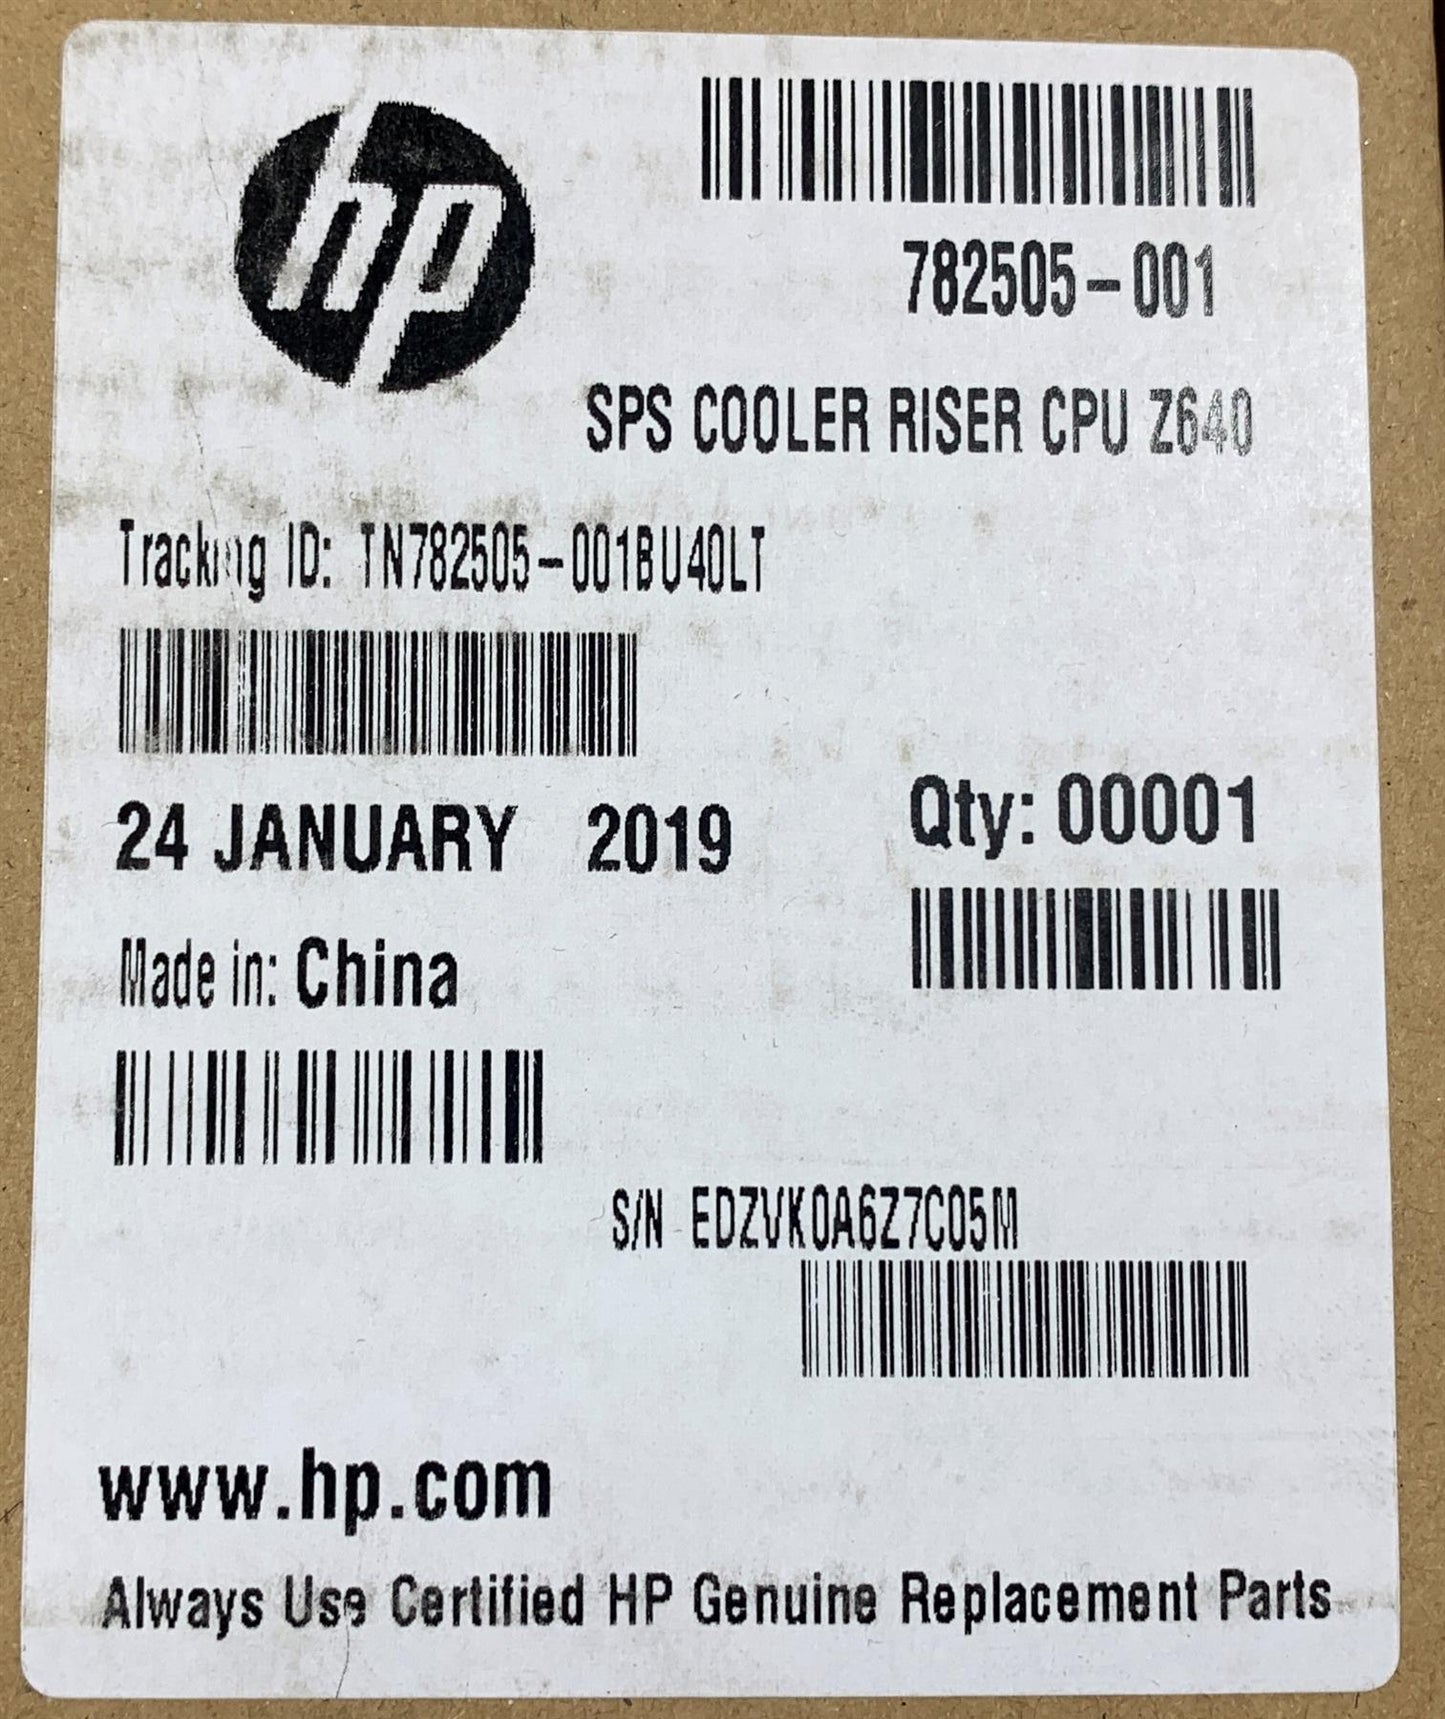 hp
782505-001
SPS COOLER RISER CPU Z640
Tracking ID: TN782505-001BU40LT
24 JANUARY 2019
Qty: 00001
Made in: China
S/N EDZVK0A6Z7C05M
www.hp.com
Always Use Certified HP Genuine Replacement Parts